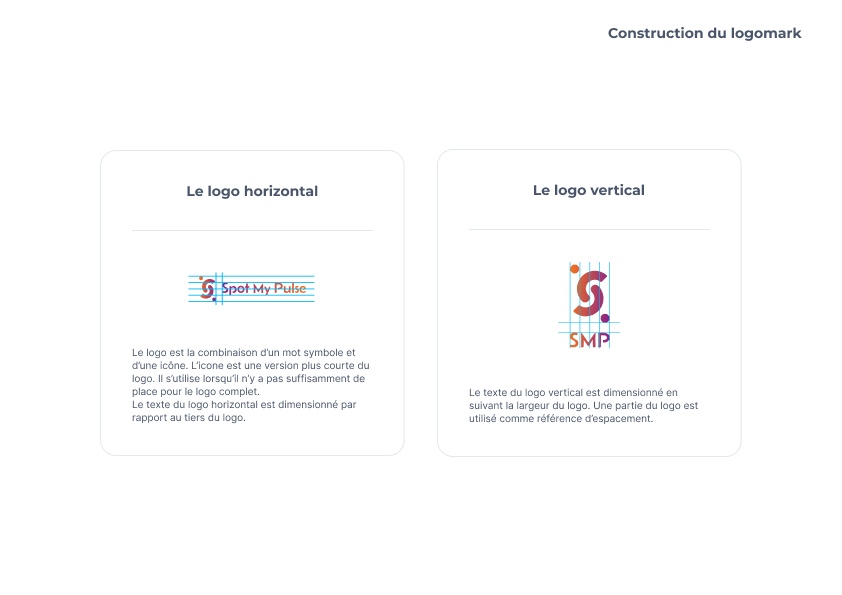 Construction du logomark
Le logo horizontal
Spot My Pulse
Le logo est la combinaison d'un mot symbole et
d'une icône. L'icone est une version plus courte du
logo. Il s'utilise lorsqu'il n'y a pas suffisamment de
place pour le logo complet.
Le texte du logo horizontal est dimensionné par
rapport au tiers du logo.
Le logo vertical
SMP
Le texte du logo vertical est dimensionné en
suivant la largeur du logo. Une partie du logo est
utilisé comme référence d'espacement.